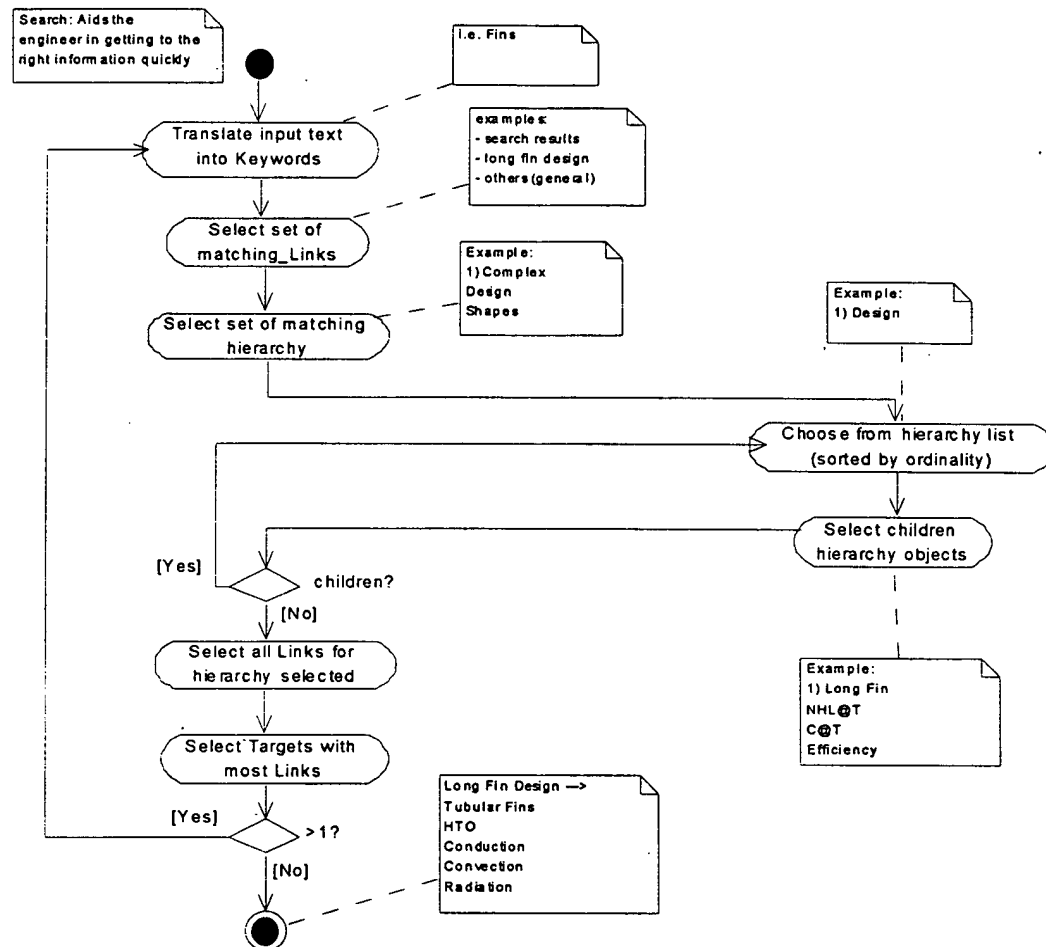 Search: Aids the
engineer in getting to the
right information quickly
i.e. Fins
Translate input text
into Keywords
examples:
- search results
- long fin design
- others (general)
Select set of
matching_Links
Example:
1) Complex
Design
Shapes
Select set of matching
hierarchy
Example:
1) Design
Choose from hierarchy list
(sorted by ordinality)
Select children
hierarchy objects
[Yes]
children?
[No]
Select all Links for
hierarchy selected
Example:
1) Long Fin
NHL@T
C@T
Efficiency
Select Targets with
most Links
Long Fin Design —>
Tubular Fins
HTO
Conduction
Convection
Radiation
[Yes]
>1?
[No]